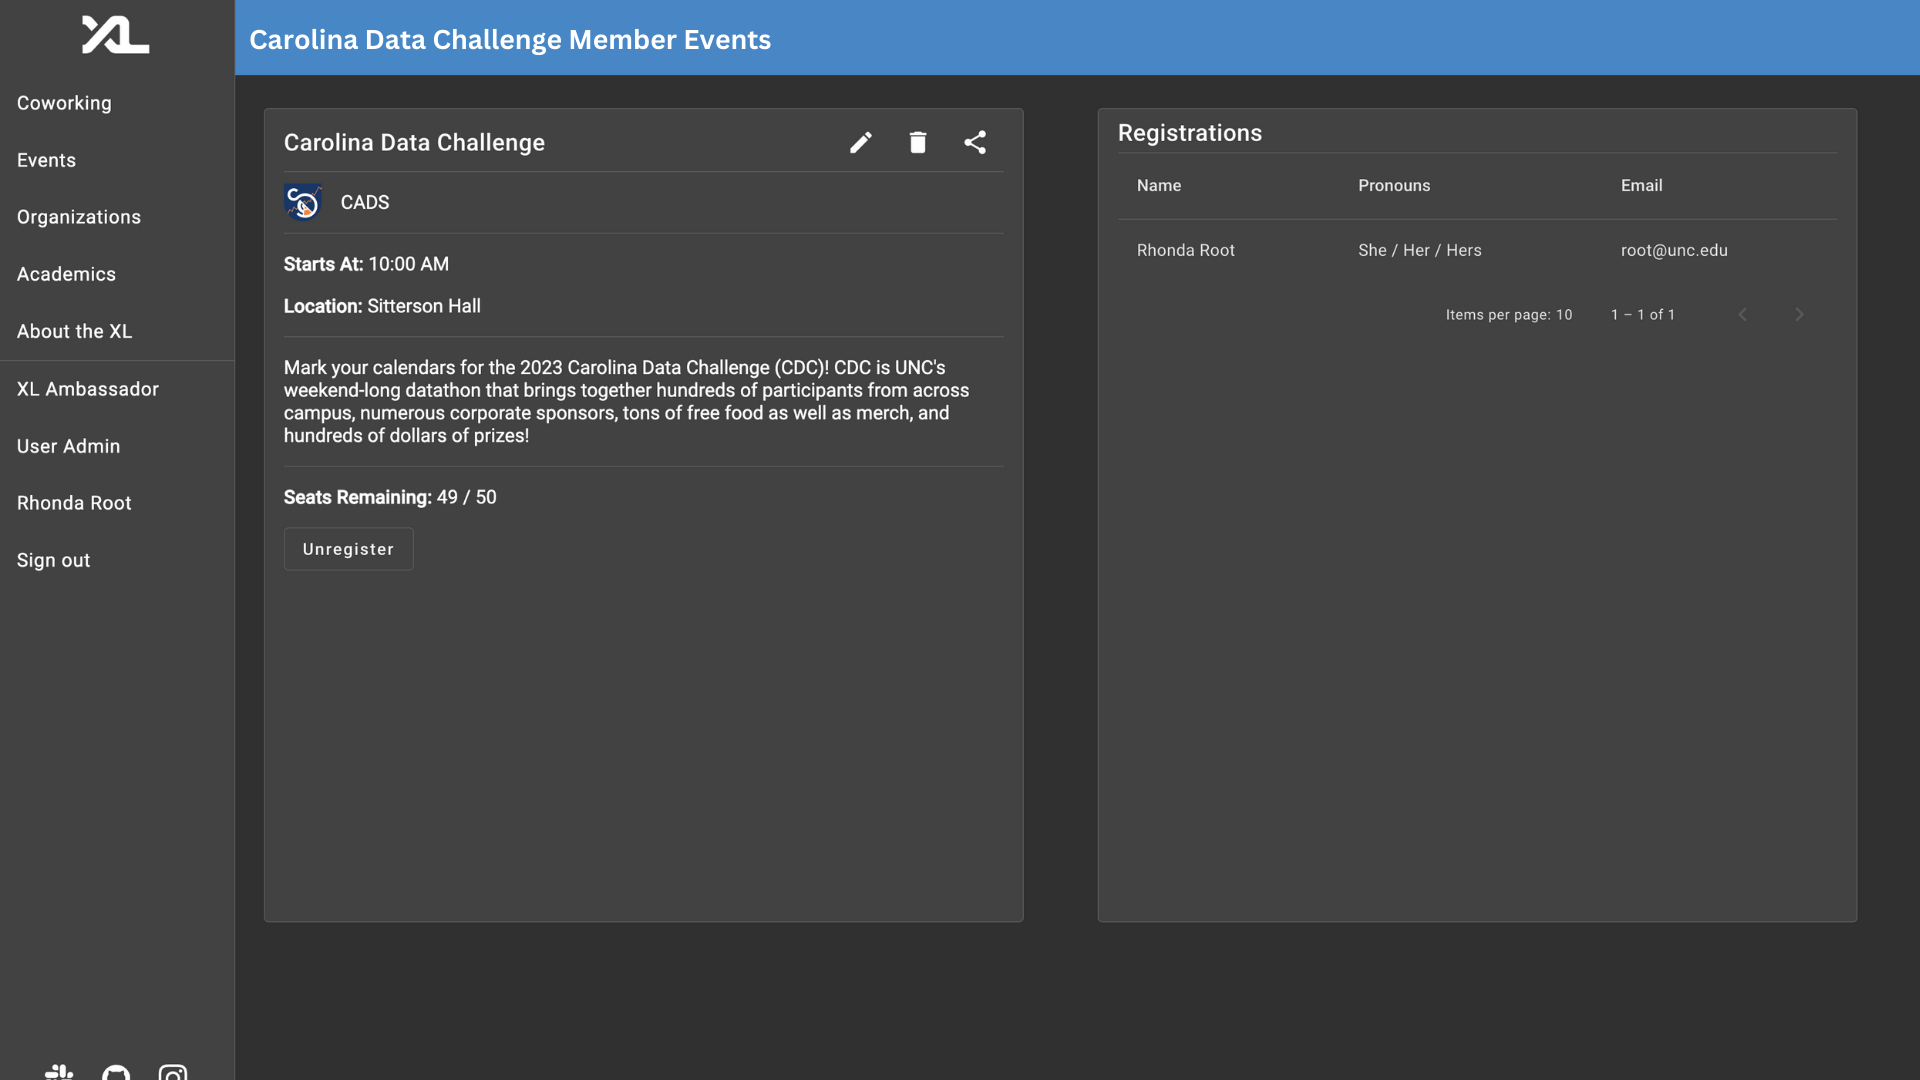 XL
Carolina Data Challenge Member Events
Coworking
Events
Organizations
Academics
About the XL
XL Ambassador
User Admin
Rhonda Root
Sign out
Carolina Data Challenge
CADS
Starts At: 10:00 AM
Location: Sitterson Hall
Mark your calendars for the 2023 Carolina Data Challenge (CDC)! CDC is UNC's
weekend-long datathon that brings together hundreds of participants from across
campus, numerous corporate sponsors, tons of free food as well as merch, and
hundreds of dollars of prizes!
Seats Remaining: 49 / 50
Unregister
Registrations
Name Pronouns Email
Rhonda Root She / Her / Hers root@unc.edu
Items per page: 10 1 – 1 of 1